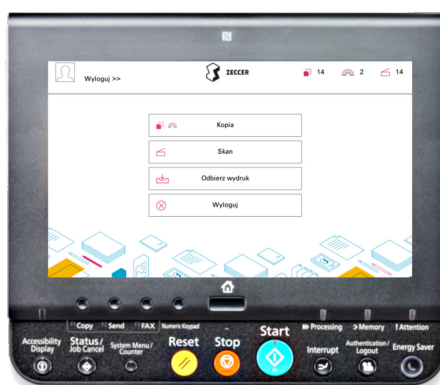 Wyloguj >>
ZECCER
14
2
14
Kopia
Skan
Odbierz wydruk
Wyloguj
Copy
Send
FAX
Numeric Keypad
Accessibility
Display
Status/
Job Cancel
System Menu/
Counter
Reset
Stop
Start
Processing
Memory
Attention
Interrupt
Authentication/
Logout
Energy Saver